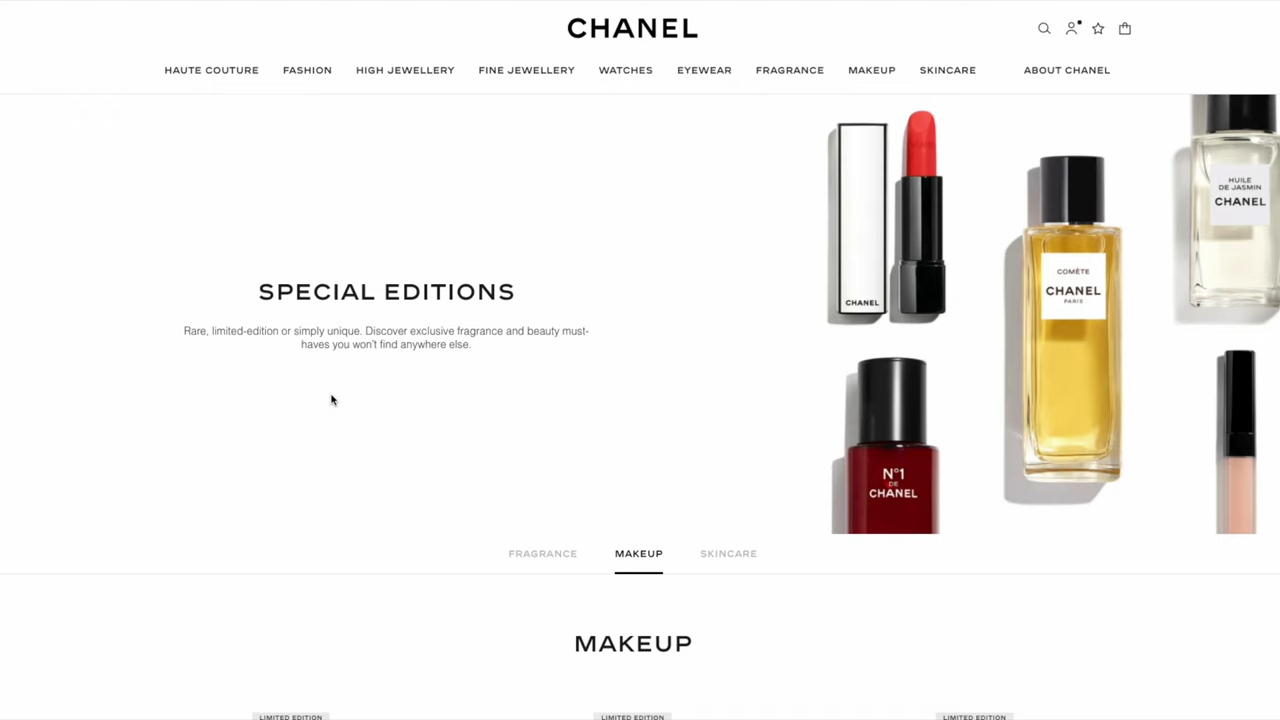 CHANEL
HAUTE COUTURE FASHION HIGH JEWELLERY FINE JEWELLERY WATCHES EYEWEAR FRAGRANCE MAKEUP SKINCARE ABOUT CHANEL
SPECIAL EDITIONS
Rare, limited-edition or simply unique. Discover exclusive fragrance and beauty must-
haves you won't find anywhere else.
CHANEL
COMÈTE
CHANEL
PARIS
HUILE
DE JASMIN
CHANEL
N°1
DE
CHANEL
FRAGRANCE MAKEUP SKINCARE
MAKEUP
LIMITED EDITION LIMITED EDITION LIMITED EDITION